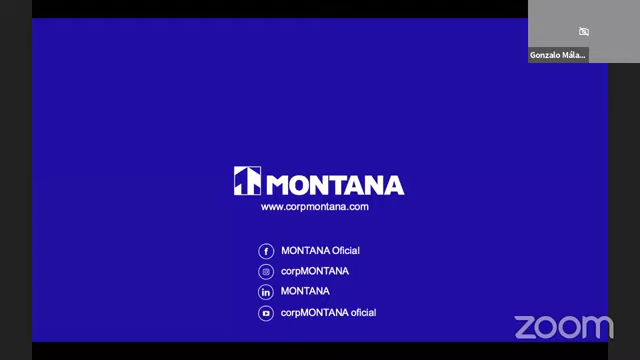 Gonzalo Mála...
MONTANA
www.corpmontana.com
MONTANA Oficial
corpMONTANA
MONTANA
corpMONTANA oficial
zoom